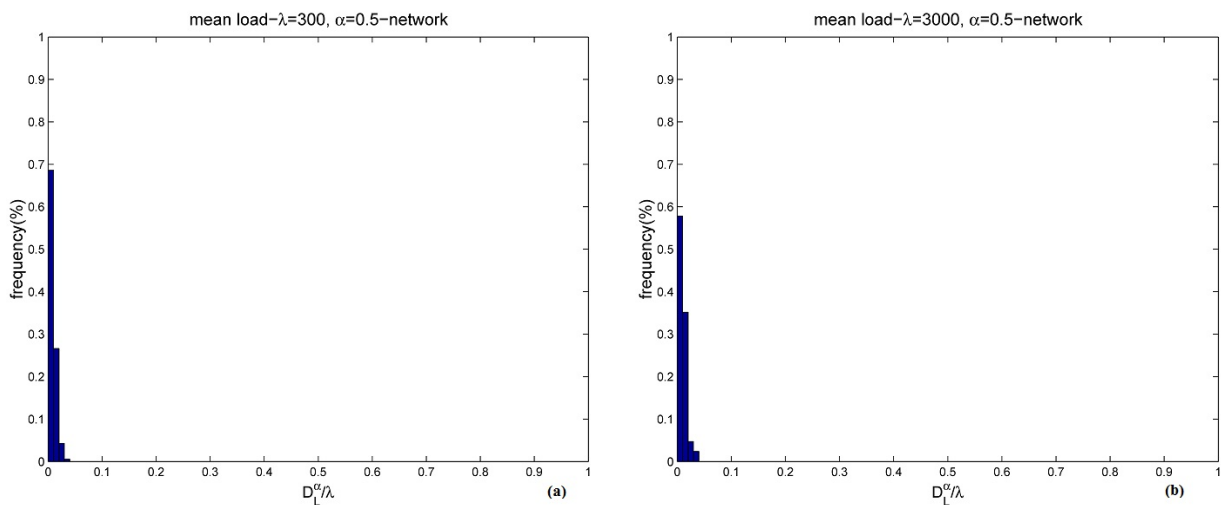 mean load−λ=300, α=0.5−network
1
0.9
0.8
0.7
0.6
0.5
0.4
0.3
0.2
0.1
0
frequency(%)
0 0.1 0.2 0.3 0.4 0.5 0.6 0.7 0.8 0.9 1
D_L^α/λ
(a)
mean load−λ=3000, α=0.5−network
1
0.9
0.8
0.7
0.6
0.5
0.4
0.3
0.2
0.1
0
frequency(%)
0 0.1 0.2 0.3 0.4 0.5 0.6 0.7 0.8 0.9 1
D_L^α/λ
(b)